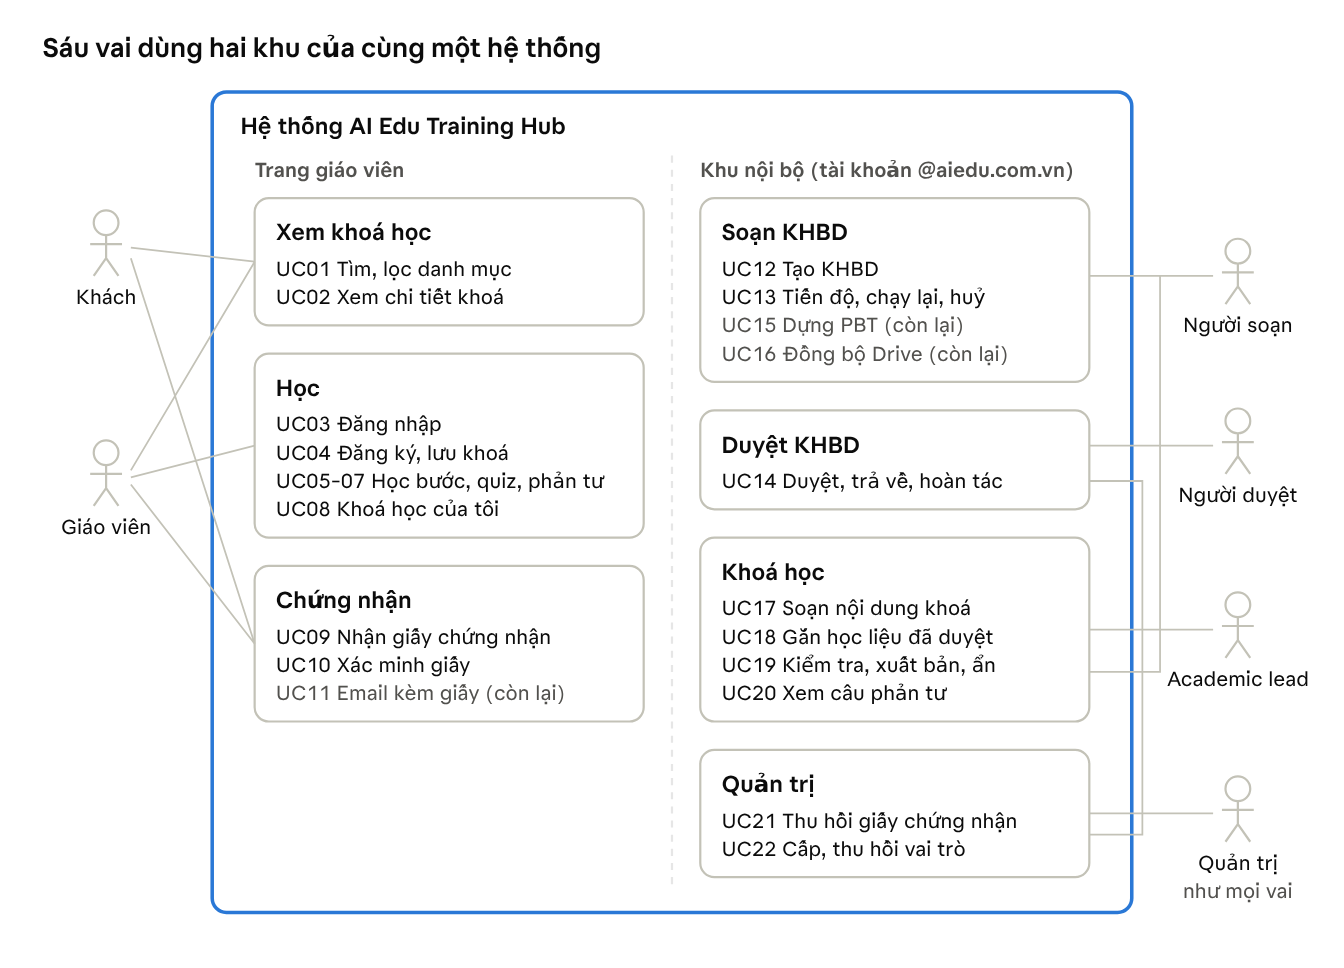 Sáu vai dùng hai khu của cùng một hệ thống
Hệ thống AI Edu Training Hub
Trang giáo viên
Xem khoá học
UC01 Tìm, lọc danh mục
UC02 Xem chi tiết khoá
Học
UC03 Đăng nhập
UC04 Đăng ký, lưu khoá
UC05-07 Học bước, quiz, phản tư
UC08 Khoá học của tôi
Chứng nhận
UC09 Nhận giấy chứng nhận
UC10 Xác minh giấy
UC11 Email kèm giấy (còn lại)
Khu nội bộ (tài khoản @aiedu.com.vn)
Soạn KHBD
UC12 Tạo KHBD
UC13 Tiến độ, chạy lại, huỷ
UC15 Dựng PBT (còn lại)
UC16 Đồng bộ Drive (còn lại)
Duyệt KHBD
UC14 Duyệt, trả về, hoàn tác
Khoá học
UC17 Soạn nội dung khoá
UC18 Gắn học liệu đã duyệt
UC19 Kiểm tra, xuất bản, ẩn
UC20 Xem câu phản tư
Quản trị
UC21 Thu hồi giấy chứng nhận
UC22 Cấp, thu hồi vai trò
Khách
Giáo viên
Người soạn
Người duyệt
Academic lead
Quản trị
như mọi vai